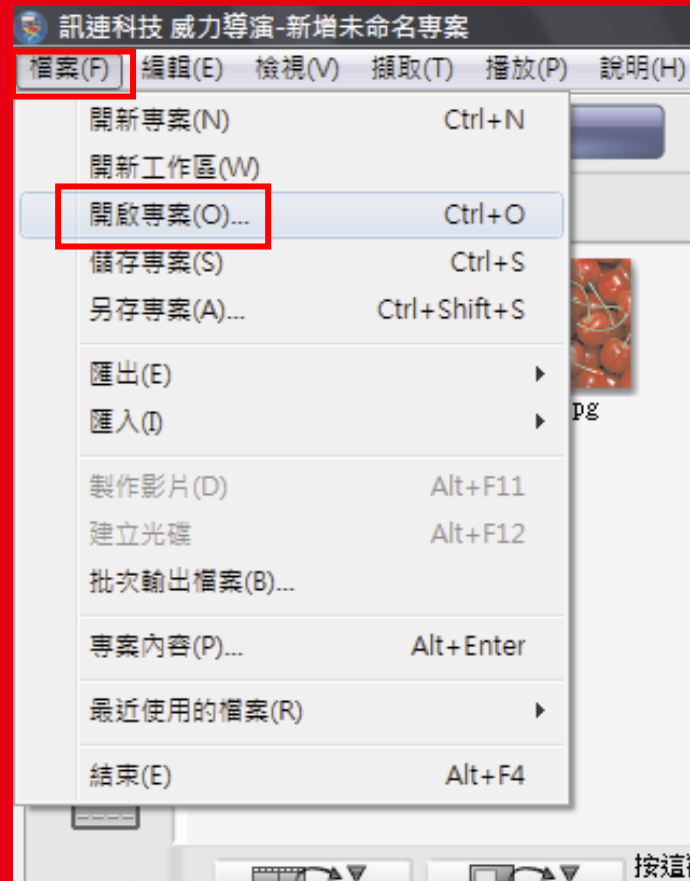 訊連科技 威力導演-新增未命名專案
檔案(F) 編輯(E) 檢視(V) 擷取(T) 播放(P) 說明(H)
開新專案(N) Ctrl+N
開新工作區(W)
開啟專案(O)... Ctrl+O
儲存專案(S) Ctrl+S
另存專案(A)... Ctrl+Shift+S
匯出(E)
匯入(I)
pg
製作影片(D) Alt+F11
建立光碟 Alt+F12
批次輸出檔案(B)...
專案內容(P)... Alt+Enter
最近使用的檔案(R)
結束(E) Alt+F4
按這